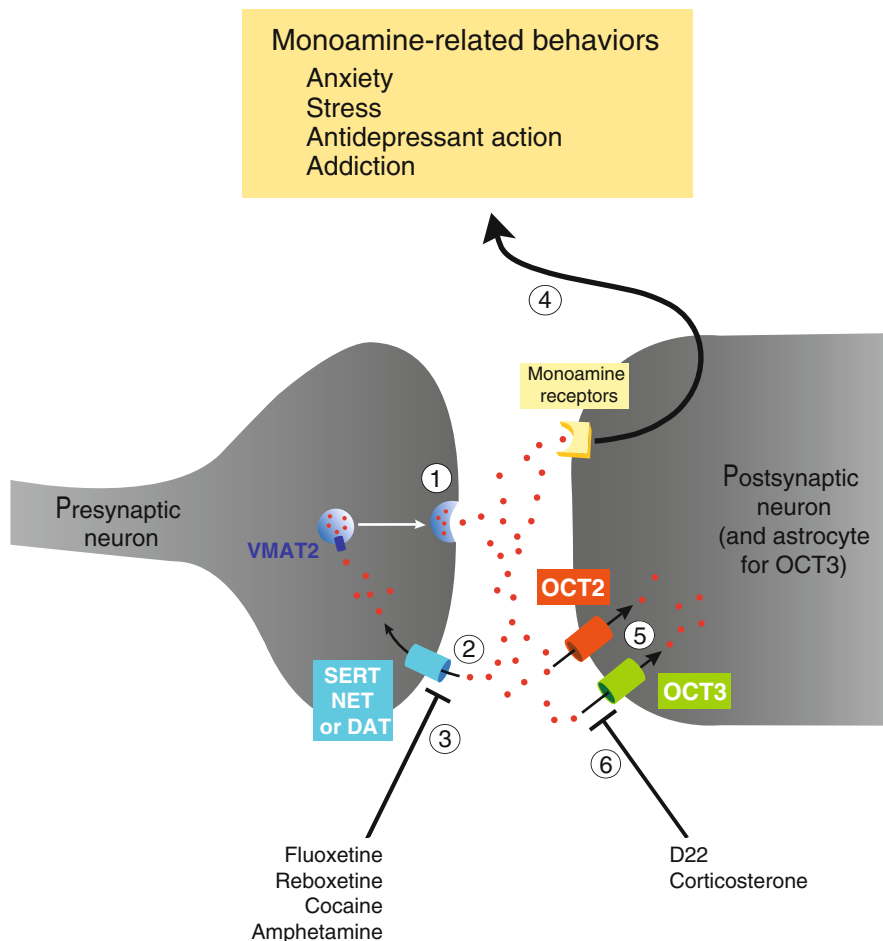 Monoamine-related behaviors
Anxiety
Stress
Antidepressant action
Addiction
4
Monoamine
receptors
1
Presynaptic
neuron
VMAT2
Postsynaptic
neuron
(and astrocyte
for OCT3)
OCT2
5
2
SERT
NET
or DAT
OCT3
3
6
Fluoxetine
Reboxetine
Cocaine
Amphetamine
D22
Corticosterone